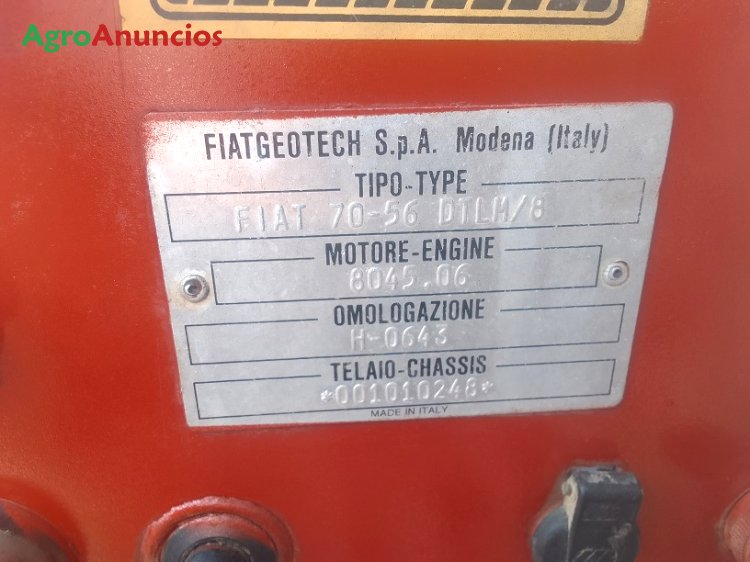 AgroAnuncios
FIATGEOTECH S.p.A. Modena (Italy)
TIPO-TYPE
FIAT 70-56 DTLM/8
MOTORE-ENGINE
8045.06
OMOLOGAZIONE
H-0643
TELAIO-CHASSIS
*001010248*
MADE IN ITALY